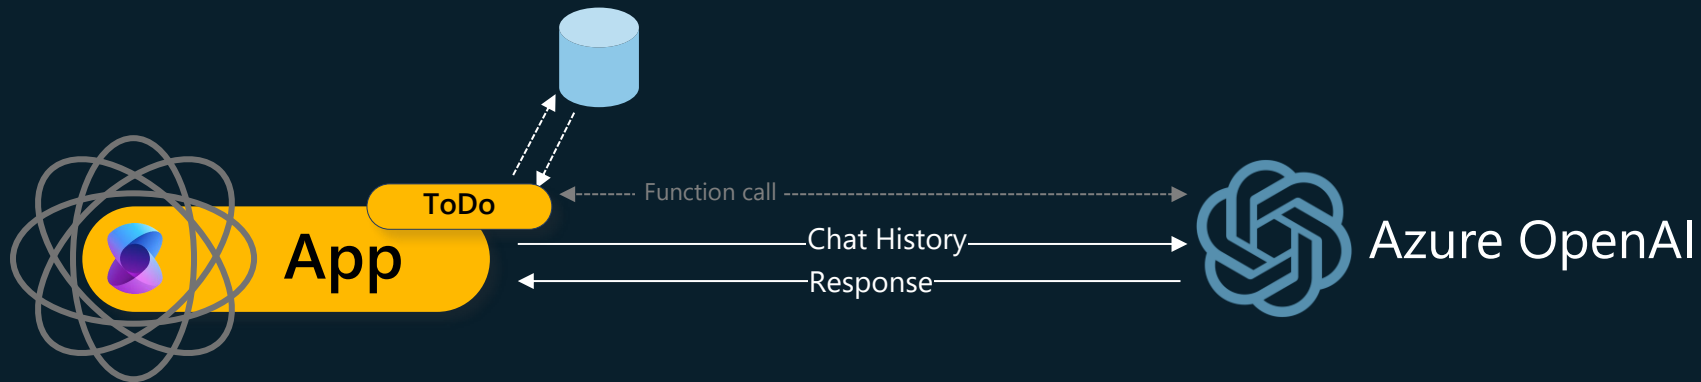 ToDo
Function call
App
Chat History
Azure OpenAI
Response